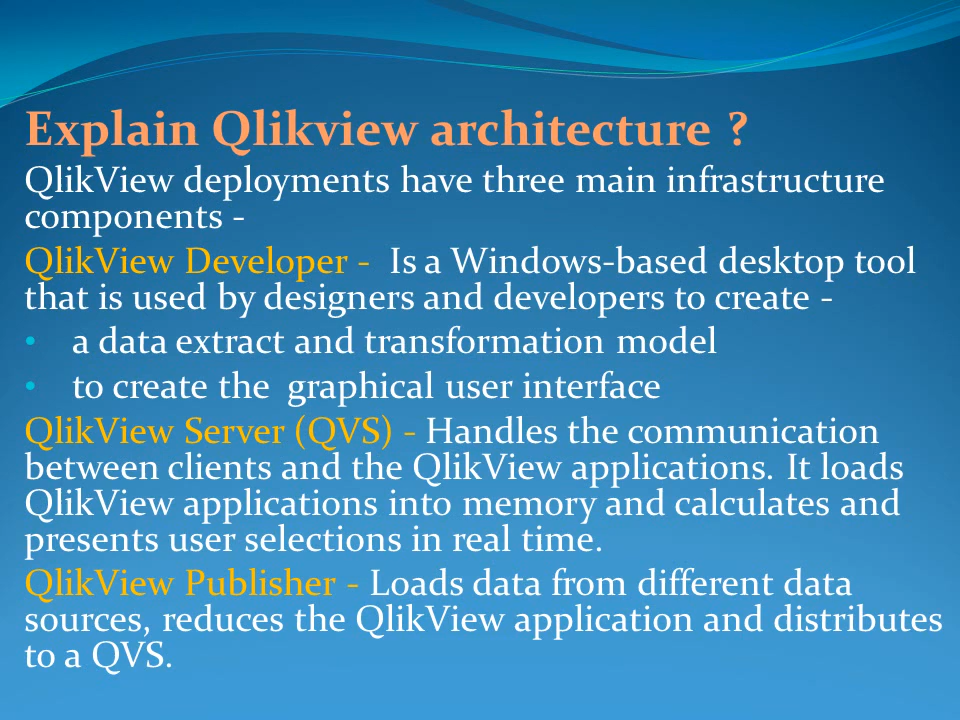 Explain Qlikview architecture ?
QlikView deployments have three main infrastructure
components -
QlikView Developer -  Is a Windows-based desktop tool
that is used by designers and developers to create -
• a data extract and transformation model
• to create the  graphical user interface
QlikView Server (QVS) - Handles the communication
between clients and the QlikView applications. It loads
QlikView applications into memory and calculates and
presents user selections in real time.
QlikView Publisher - Loads data from different data
sources, reduces the QlikView application and distributes
to a QVS.